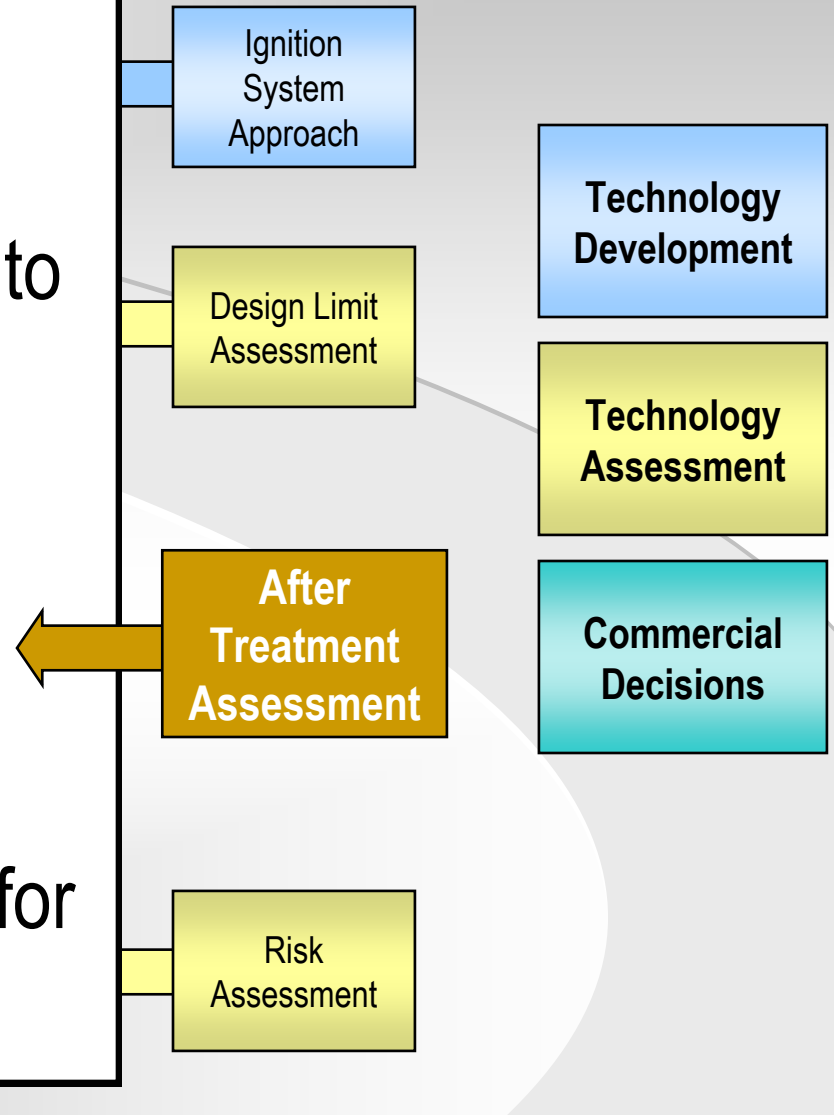 Ignition
System
Approach
to
Design Limit
Assessment
After
Treatment
Assessment
for
Risk
Assessment
Technology
Development
Technology
Assessment
Commercial
Decisions